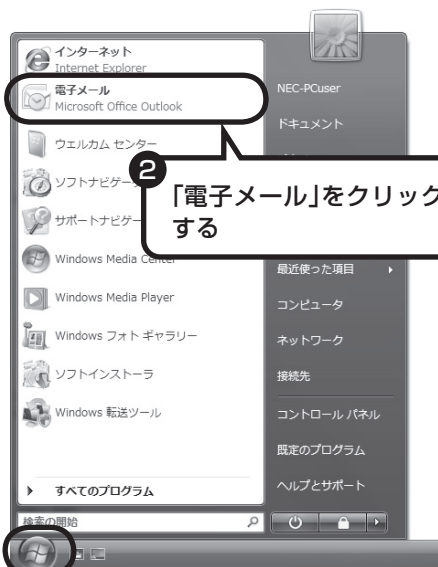 インターネット
Internet Explorer
電子メール
Microsoft Office Outlook
ウェルカム センター
ソフトナビゲー
サポートナビゲー
Windows Media Center
Windows Media Player
Windows フォト ギャラリー
ソフトインストーラ
Windows 転送ツール
すべてのプログラム
検索の開始
NEC-PCuser
ドキュメント
❷
「電子メール」をクリック
する
最近使った項目
コンピュータ
ネットワーク
接続先
コントロール パネル
既定のプログラム
ヘルプとサポート